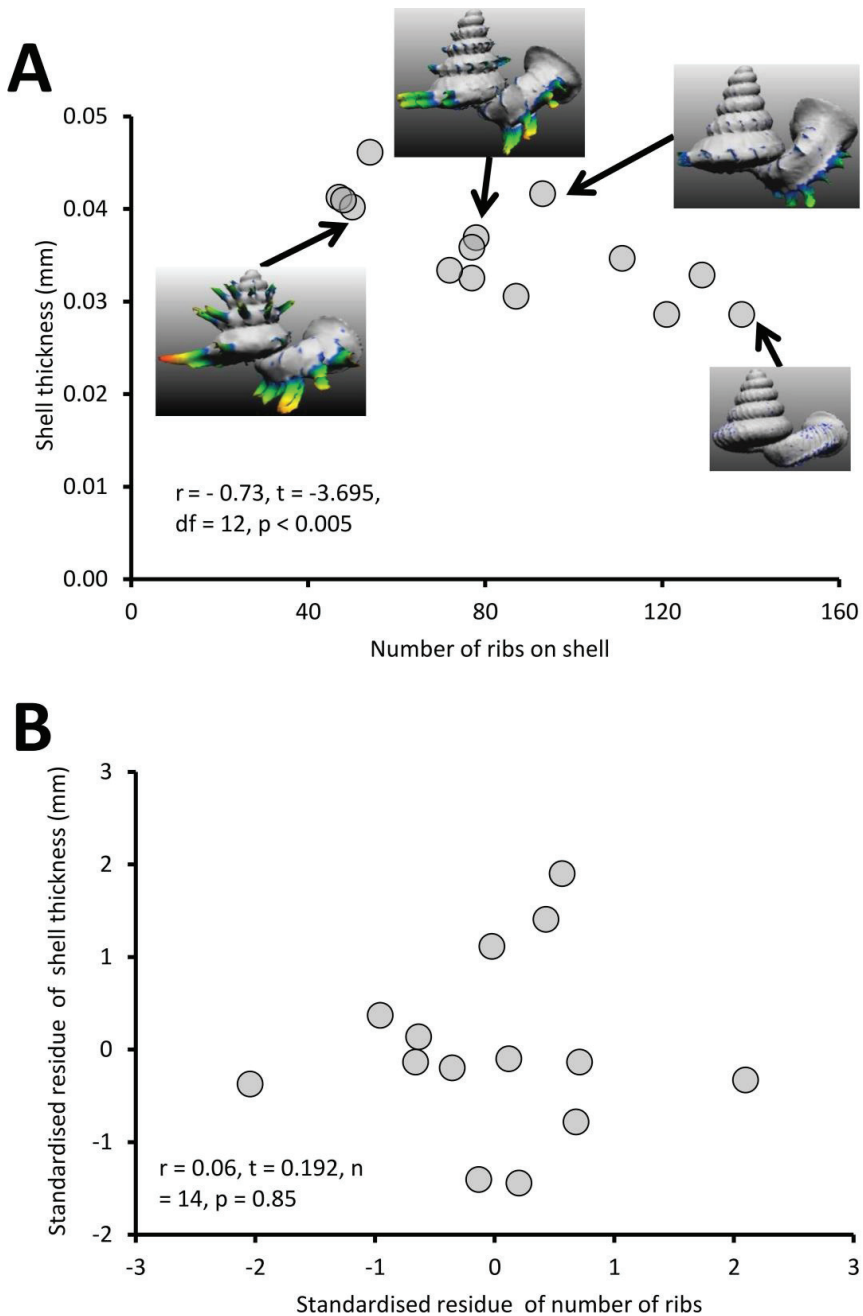 A
0.05
0.04
0.03
0.02
0.01
0.00
Shell thickness (mm)
r = - 0.73, t = -3.695,
df = 12, p < 0.005
0
40
80
120
160
Number of ribs on shell
B
3
2
1
0
-1
-2
Standardised residue of shell thickness (mm)
r = 0.06, t = 0.192, n
= 14, p = 0.85
-3
-2
-1
0
1
2
3
Standardised residue of number of ribs